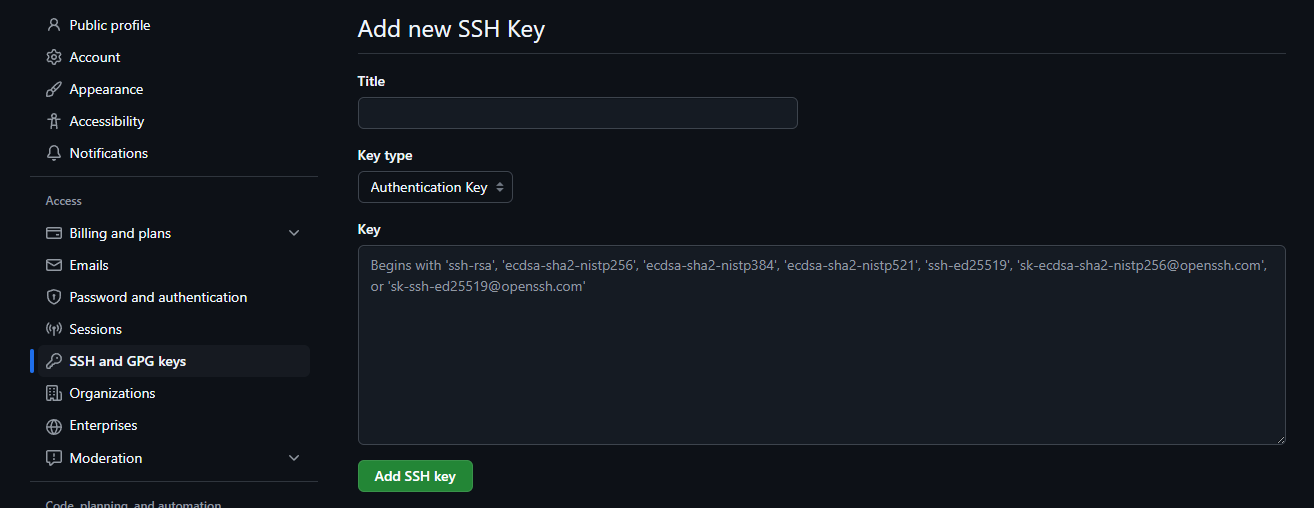 Public profile
Account
Appearance
Accessibility
Notifications
Access
Billing and plans
Emails
Password and authentication
Sessions
SSH and GPG keys
Organizations
Enterprises
Moderation
Code, planning, and automation
Add new SSH Key
Title
Key type
Authentication Key
Key
Begins with 'ssh-rsa', 'ecdsa-sha2-nistp256', 'ecdsa-sha2-nistp384', 'ecdsa-sha2-nistp521', 'ssh-ed25519', 'sk-ecdsa-sha2-nistp256@openssh.com',
or 'sk-ssh-ed25519@openssh.com'
Add SSH key